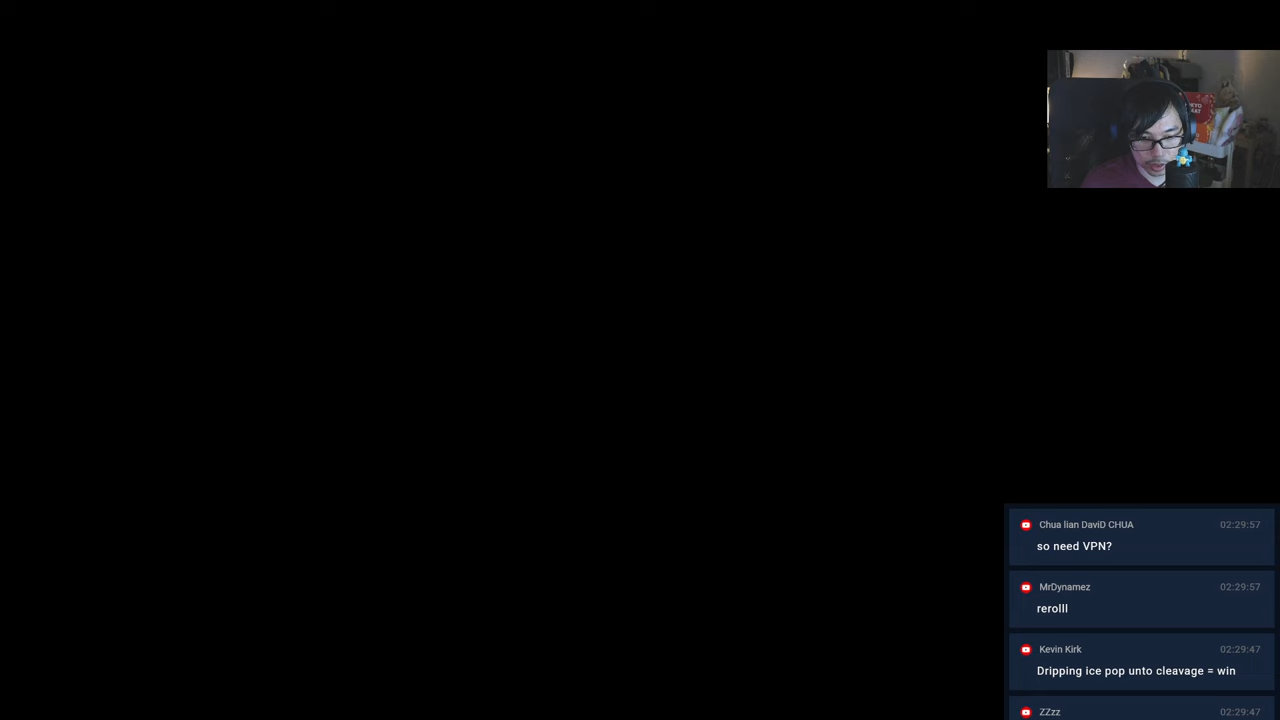 Chua lian DaviD CHUA 02:29:57
so need VPN?
MrDynamez 02:29:57
rerolll
Kevin Kirk 02:29:47
Dripping ice pop unto cleavage = win
ZZzz 02:29:47